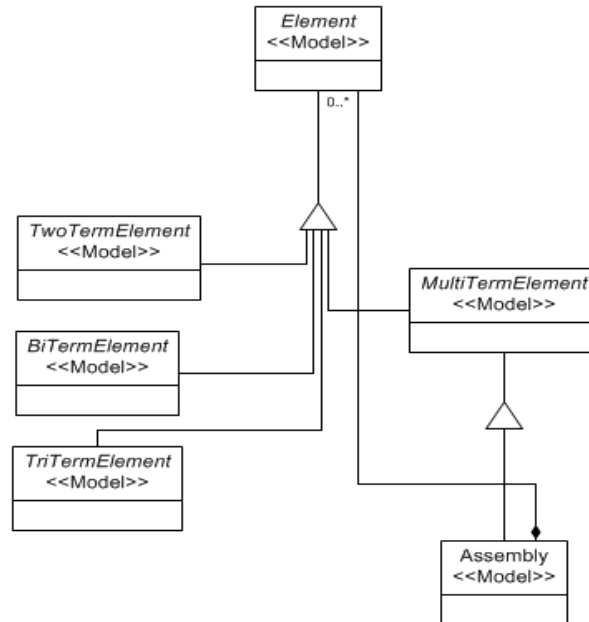 Element
<<Model>>
0..*
TwoTermElement
<<Model>>
MultiTermElement
<<Model>>
BiTermElement
<<Model>>
TriTermElement
<<Model>>
Assembly
<<Model>>